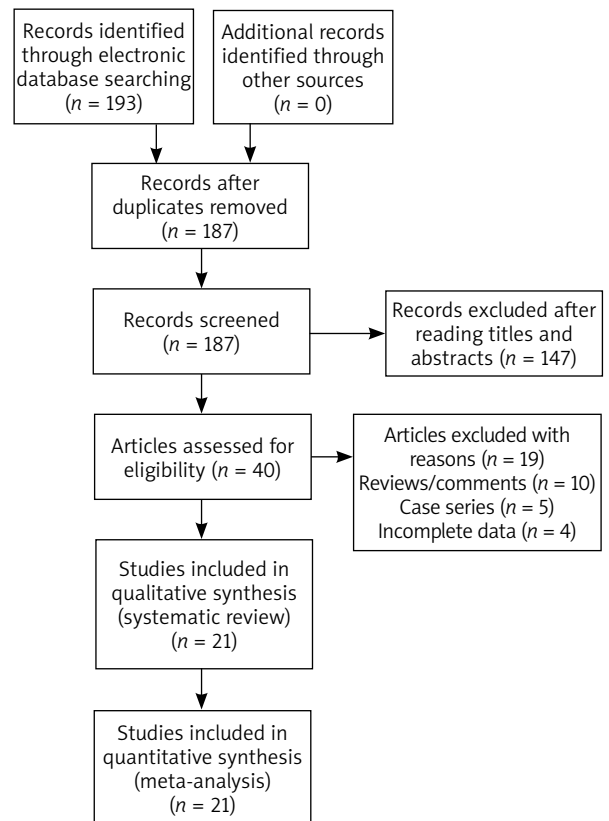 Records identified
through electronic
database searching
(n = 193)
Additional records
identified through
other sources
(n = 0)
Records after
duplicates removed
(n = 187)
Records screened
(n = 187)
Records excluded after
reading titles and
abstracts (n = 147)
Articles assessed for
eligibility (n = 40)
Articles excluded with
reasons (n = 19)
Reviews/comments (n = 10)
Case series (n = 5)
Incomplete data (n = 4)
Studies included in
qualitative synthesis
(systematic review)
(n = 21)
Studies included in
quantitative synthesis
(meta-analysis)
(n = 21)